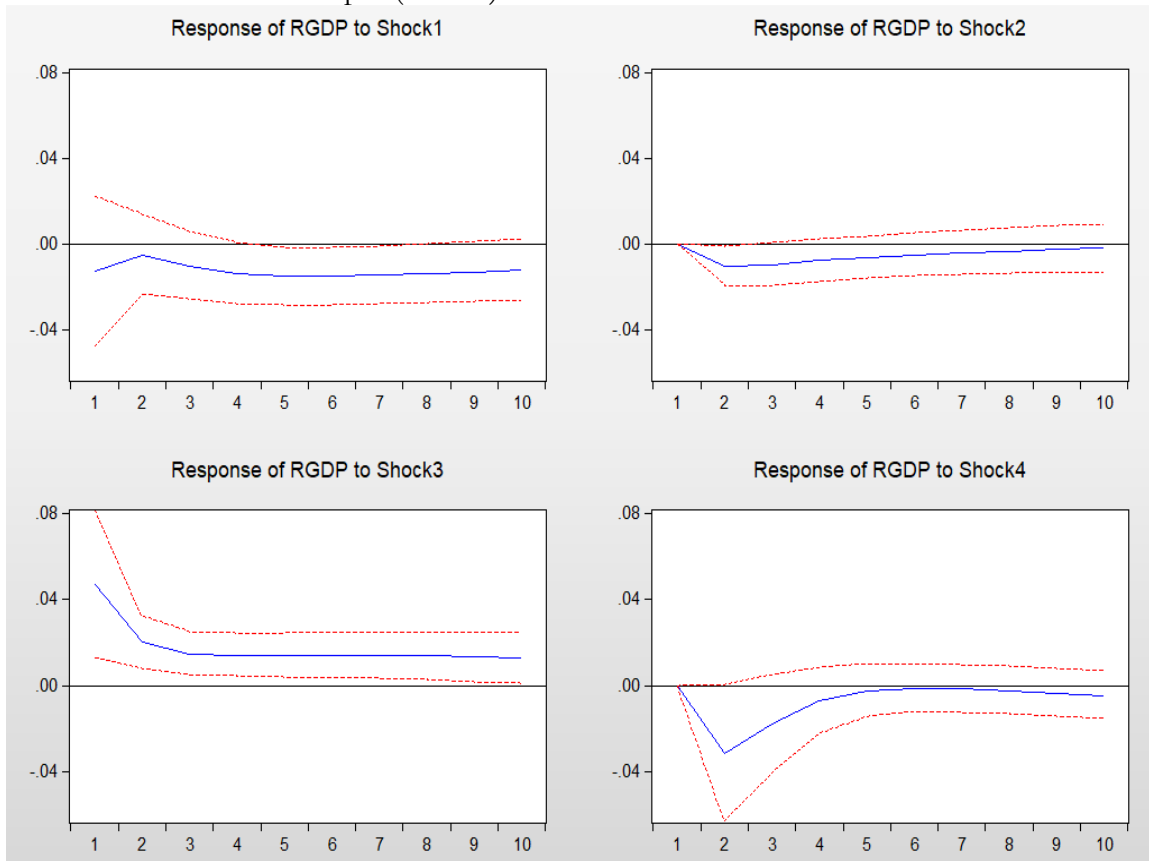 Response of RGDP to Shock1
.08
.04
.00
-.04
1 2 3 4 5 6 7 8 9 10
Response of RGDP to Shock2
.08
.04
.00
-.04
1 2 3 4 5 6 7 8 9 10
Response of RGDP to Shock3
.08
.04
.00
-.04
1 2 3 4 5 6 7 8 9 10
Response of RGDP to Shock4
.08
.04
.00
-.04
1 2 3 4 5 6 7 8 9 10